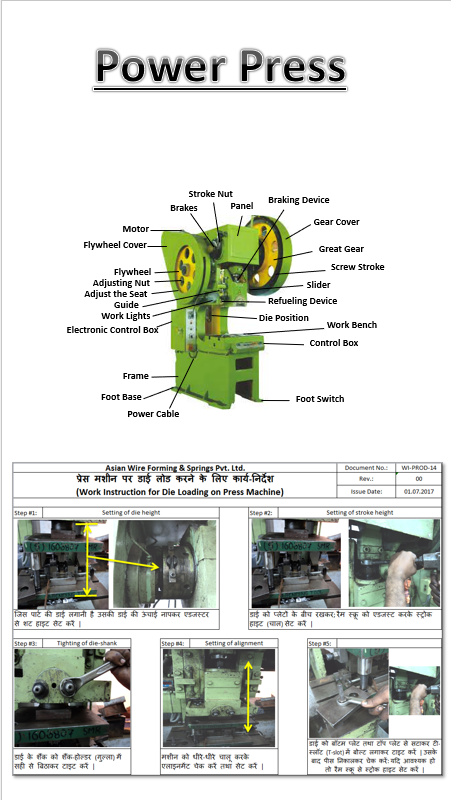 Power Press
Stroke Nut
Braking Device
Brakes
Panel
Motor
Gear Cover
Flywheel Cover
Great Gear
Flywheel
Screw Stroke
Adjusting Nut
Slider
Adjust the Seat
Guide
Refueling Device
Work Lights
Die Position
Electronic Control Box
Work Bench
Control Box
Frame
Foot Base
Foot Switch
Power Cable
Asian Wire Forming & Springs Pvt. Ltd.
Document No.: WI-PROD-14
प्रेस मशीन पर डाई लोड करने के लिए कार्य-निर्देश
Rev.: 00
(Work Instruction for Die Loading on Press Machine)
Issue Date: 01.07.2017
Step #1: Setting of die height
Step #2: Setting of stroke height
जिस पार्ट की डाई लगानी है उसकी डाई की ऊंचाई नापकर एडजस्टर
से शट हाइट सेट करें |
डाई को प्लेटों के बीच रखकर; रैम स्क्रू को एडजस्ट करके स्ट्रोक
हाइट (चाल) सेट करें |
Step #3: Tighting of die-shank
Step #4: Setting of alignment
Step #5:
डाई के शैंक को शैंक-होल्डर (गुल्ला) में
सही से बिठाकर टाइट करें |
मशीन को धीरे-धीरे चालू करके
एलाइनमेंट चेक करें तथा सेट करें |
डाई को बॉटम प्लेट तथा टॉप प्लेट से सटाकर टी-
स्लॉट (T-slot) में बोल्ट लगाकर टाइट करें | उसके
बाद पीस निकालकर चेक करें; यदि आवश्यक हो
तो रैम स्क्रू से स्ट्रोक हाइट सेट करें |